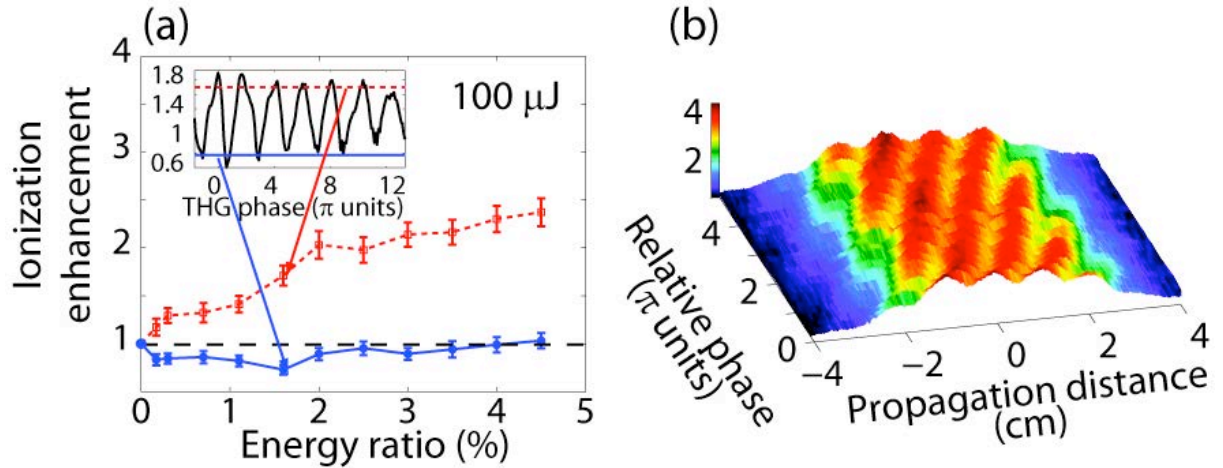 (a)
4
3
2
1
0
1
2
3
4
5
Ionization
enhancement
Energy ratio (%)
100 μJ
1.8
1.4
1
0.6
0
4
8
12
THG phase (π units)
(b)
4
2
4
2
0
Relative phase
(π units)
−4
−2
0
2
4
Propagation distance
(cm)